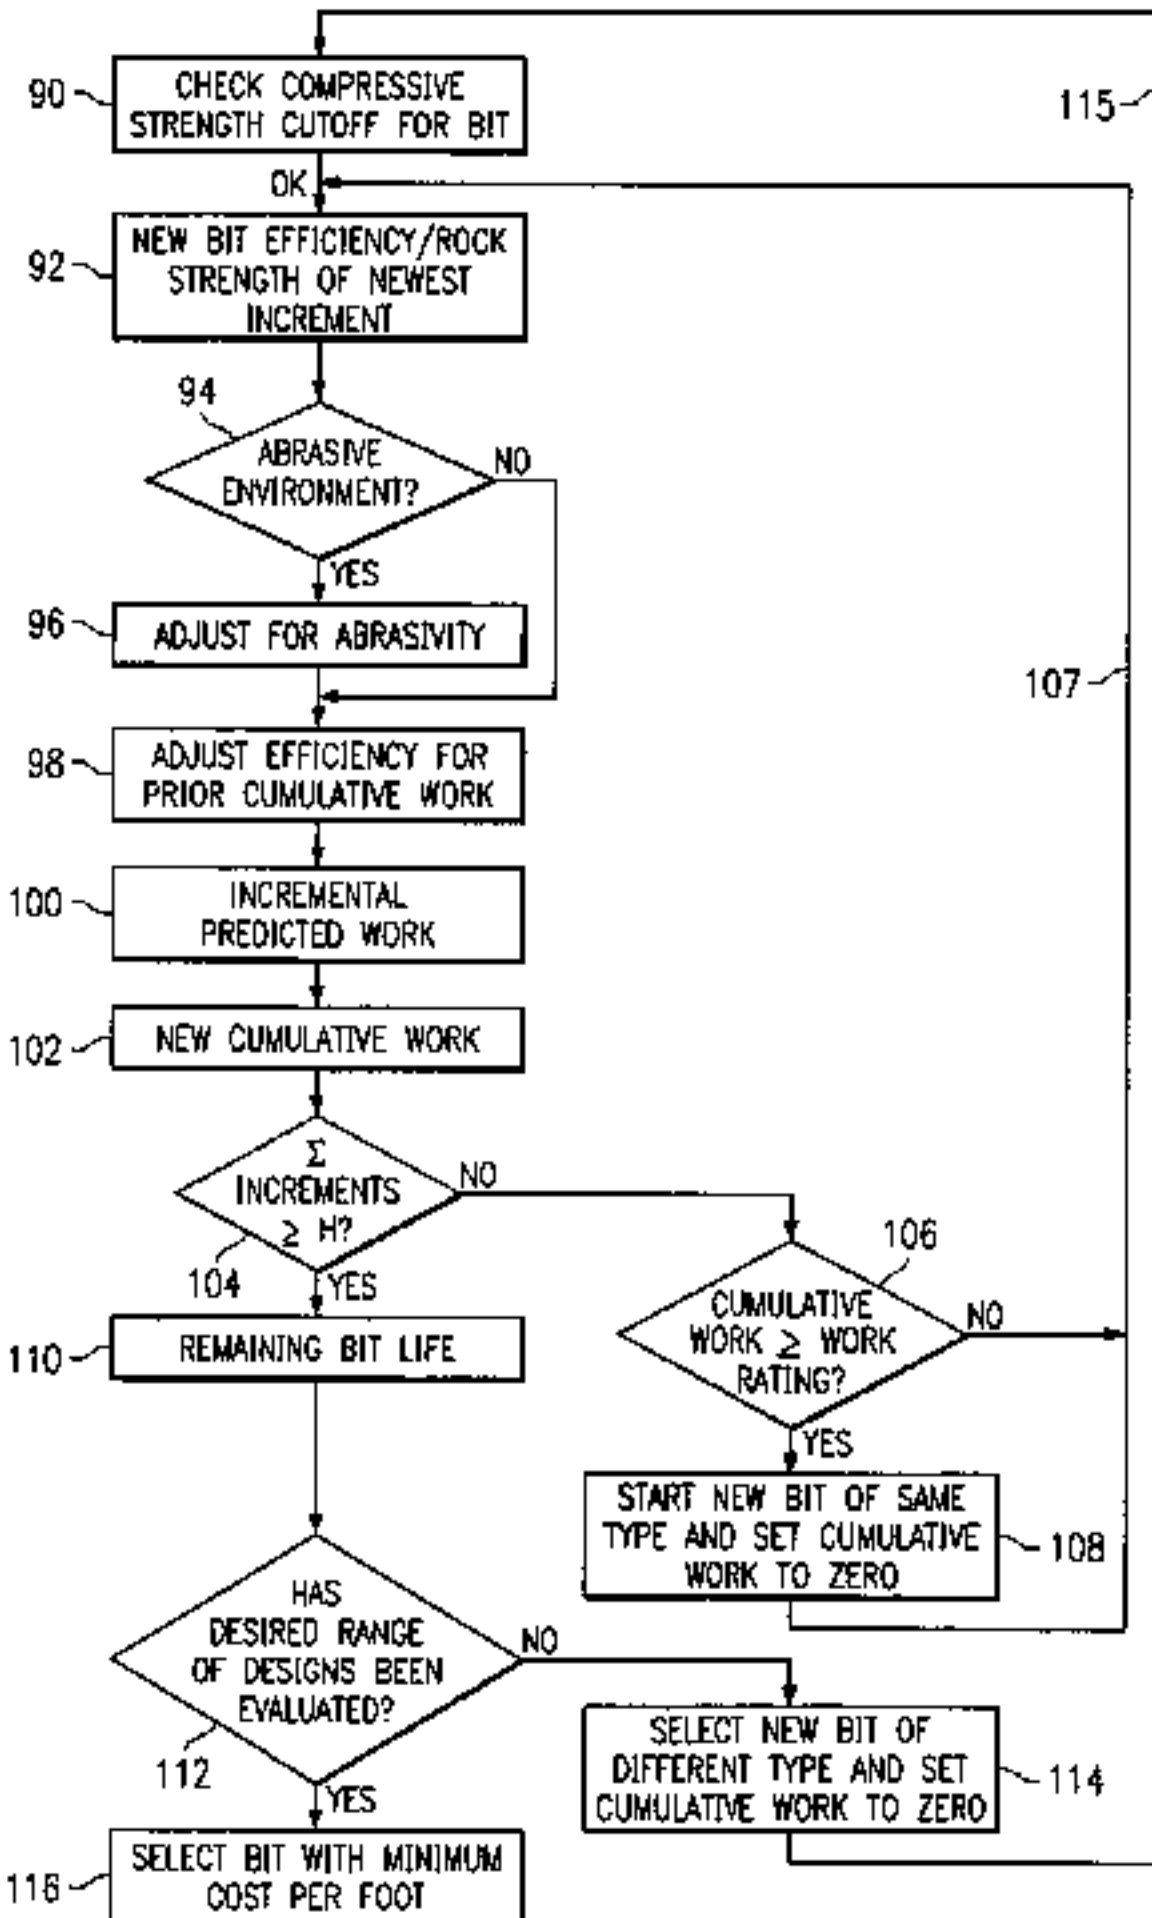 90
CHECK COMPRESSIVE
STRENGTH CUTOFF FOR BIT
115
OK
92
NEW BIT EFFICIENCY/ROCK
STRENGTH OF NEWEST
INCREMENT
94
ABRASIVE
ENVIRONMENT?
NO
YES
96
ADJUST FOR ABRASIVITY
107
98
ADJUST EFFICIENCY FOR
PRIOR CUMULATIVE WORK
100
INCREMENTAL
PREDICTED WORK
102
NEW CUMULATIVE WORK
Σ
INCREMENTS
≥ H?
NO
104
YES
106
CUMULATIVE
WORK ≥ WORK
RATING?
NO
YES
110
REMAINING BIT LIFE
START NEW BIT OF SAME
TYPE AND SET CUMULATIVE
WORK TO ZERO
108
HAS
DESIRED RANGE
OF DESIGNS BEEN
EVALUATED?
NO
112
YES
SELECT NEW BIT OF
DIFFERENT TYPE AND SET
CUMULATIVE WORK TO ZERO
114
116
SELECT BIT WITH MINIMUM
COST PER FOOT